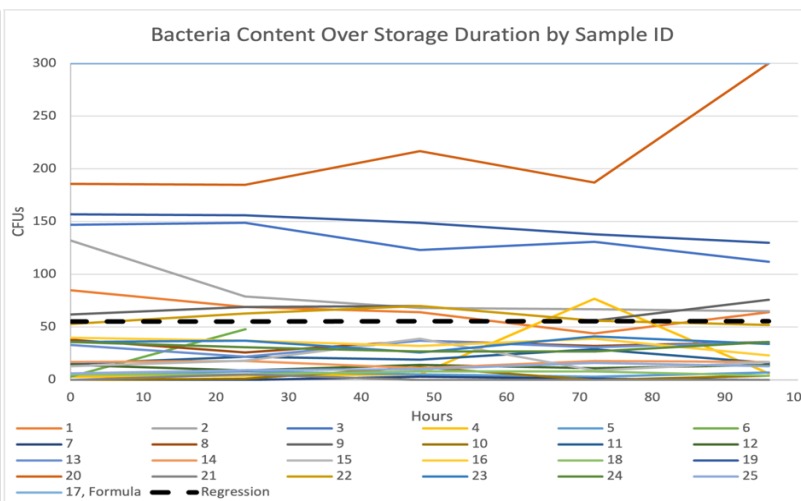 Bacteria Content Over Storage Duration by Sample ID
300
250
200
150
100
50
0
CFUs
0 10 20 30 40 50 60 70 80 90 10
Hours
1 2 3 4 5 6
7 8 9 10 11 12
13 14 15 16 18 19
20 21 22 23 24 25
17, Formula Regression